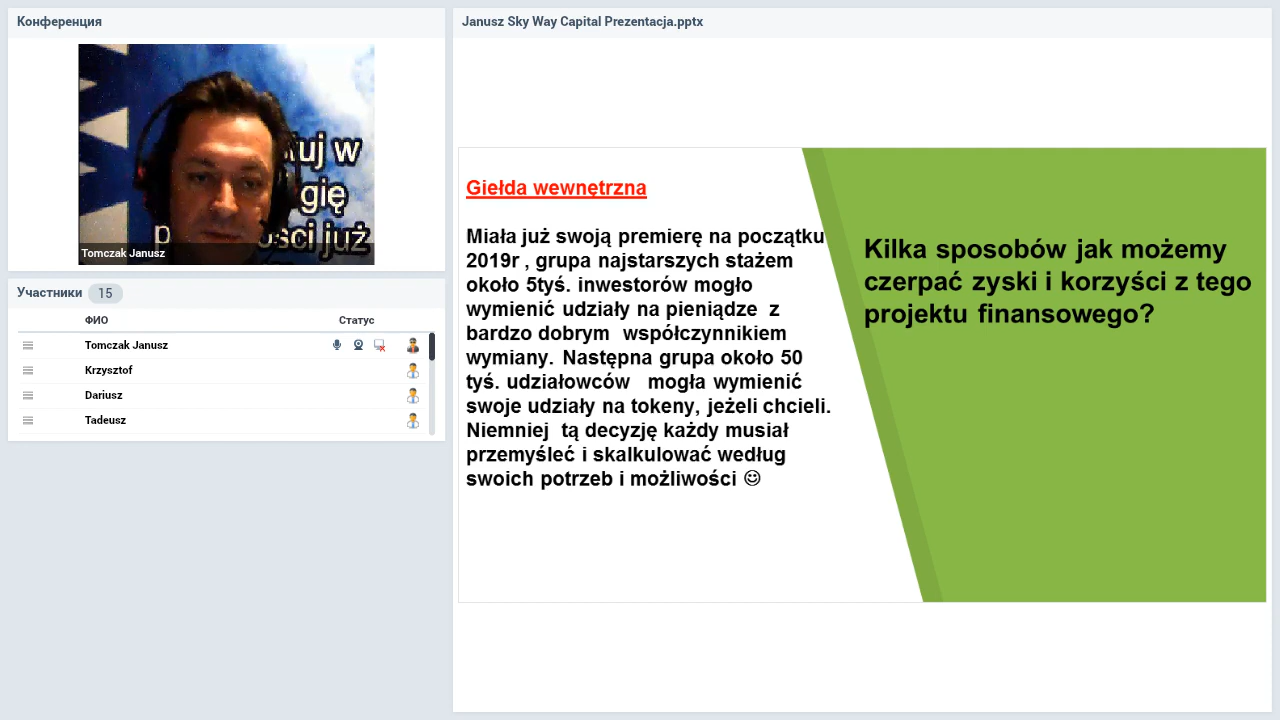 Конференция
uj w
gię
ości już
Tomczak Janusz
Участники 15
ФИО Статус
Tomczak Janusz
Krzysztof
Dariusz
Tadeusz
Janusz Sky Way Capital Prezentacja.pptx
Giełda wewnętrzna
Miała już swoją premierę na początku
2019r , grupa najstarszych stażem
około 5tyś. inwestorów mogło
wymienić udziały na pieniądze z
bardzo dobrym współczynnikiem
wymiany. Następna grupa około 50
tyś. udziałowców mogła wymienić
swoje udziały na tokeny, jeżeli chcieli.
Niemniej tą decyzję każdy musiał
przemyśleć i skalkulować według
swoich potrzeb i możliwości ☺
Kilka sposobów jak możemy
czerpać zyski i korzyści z tego
projektu finansowego?